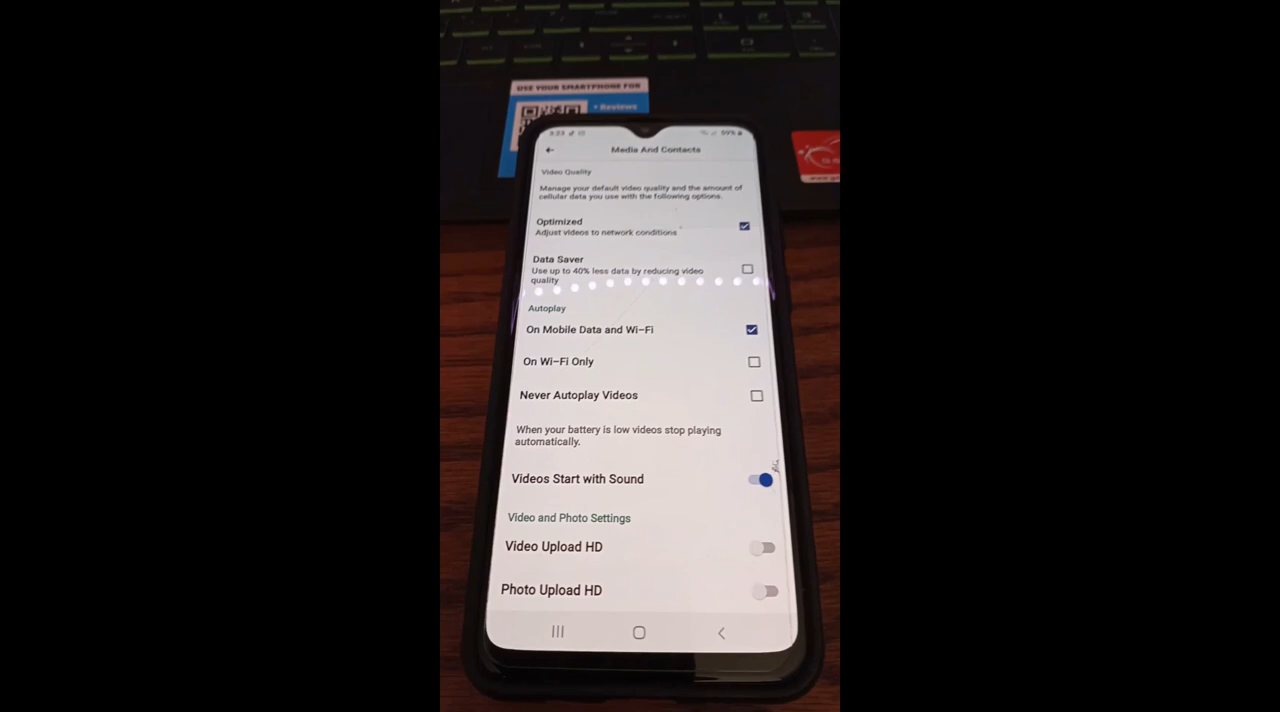 USE YOUR SMARTPHONE FOR
• Reviews
3:23
59%
Media And Contacts
Video Quality
Manage your default video quality and the amount of
cellular data you use with the following options.
Optimized
Adjust videos to network conditions
Data Saver
Use up to 40% less data by reducing video
quality
Autoplay
On Mobile Data and Wi-Fi
On Wi-Fi Only
Never Autoplay Videos
When your battery is low videos stop playing
automatically.
Videos Start with Sound
Video and Photo Settings
Video Upload HD
Photo Upload HD